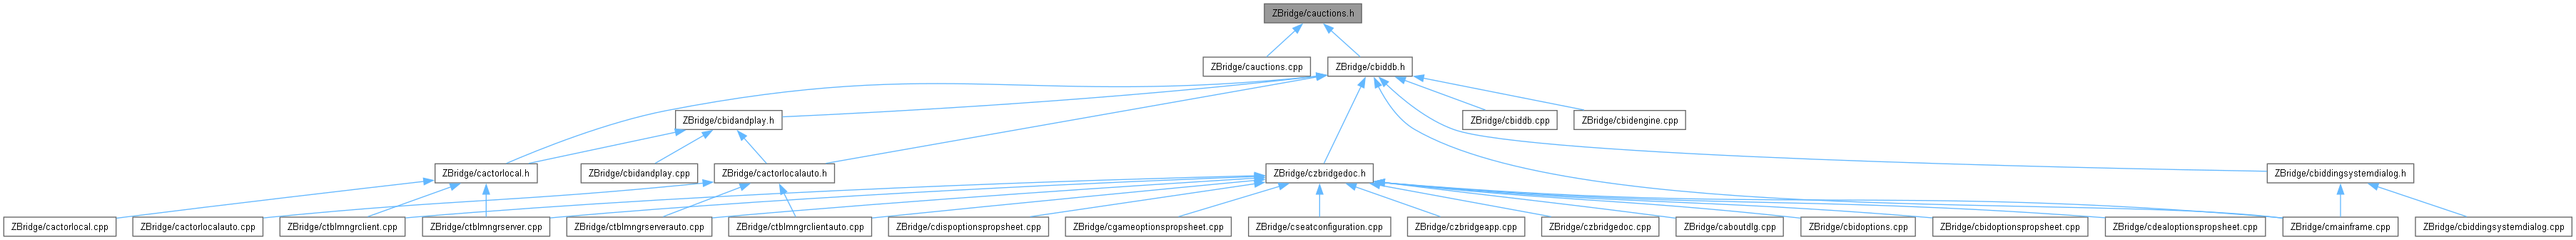 ZBridge/cauctions.h
ZBridge/cauctions.cpp
ZBridge/cbiddb.h
ZBridge/cbidandplay.h
ZBridge/cbiddb.cpp
ZBridge/cbidengine.cpp
ZBridge/cactorlocal.h
ZBridge/cbidandplay.cpp
ZBridge/cactorlocalauto.h
ZBridge/czbridgedoc.h
ZBridge/cbiddingsystemdialog.h
ZBridge/cactorlocal.cpp
ZBridge/cactorlocalauto.cpp
ZBridge/ctblmngrclient.cpp
ZBridge/ctblmngrserver.cpp
ZBridge/ctblmngrserverauto.cpp
ZBridge/ctblmngrclientauto.cpp
ZBridge/cdispoptionspropsheet.cpp
ZBridge/cgameoptionspropsheet.cpp
ZBridge/cseatconfiguration.cpp
ZBridge/czbridgeapp.cpp
ZBridge/czbridgedoc.cpp
ZBridge/caboutdlg.cpp
ZBridge/cbidoptions.cpp
ZBridge/cbidoptionspropsheet.cpp
ZBridge/cdealoptionspropsheet.cpp
ZBridge/cmainframe.cpp
ZBridge/cbiddingsystemdialog.cpp